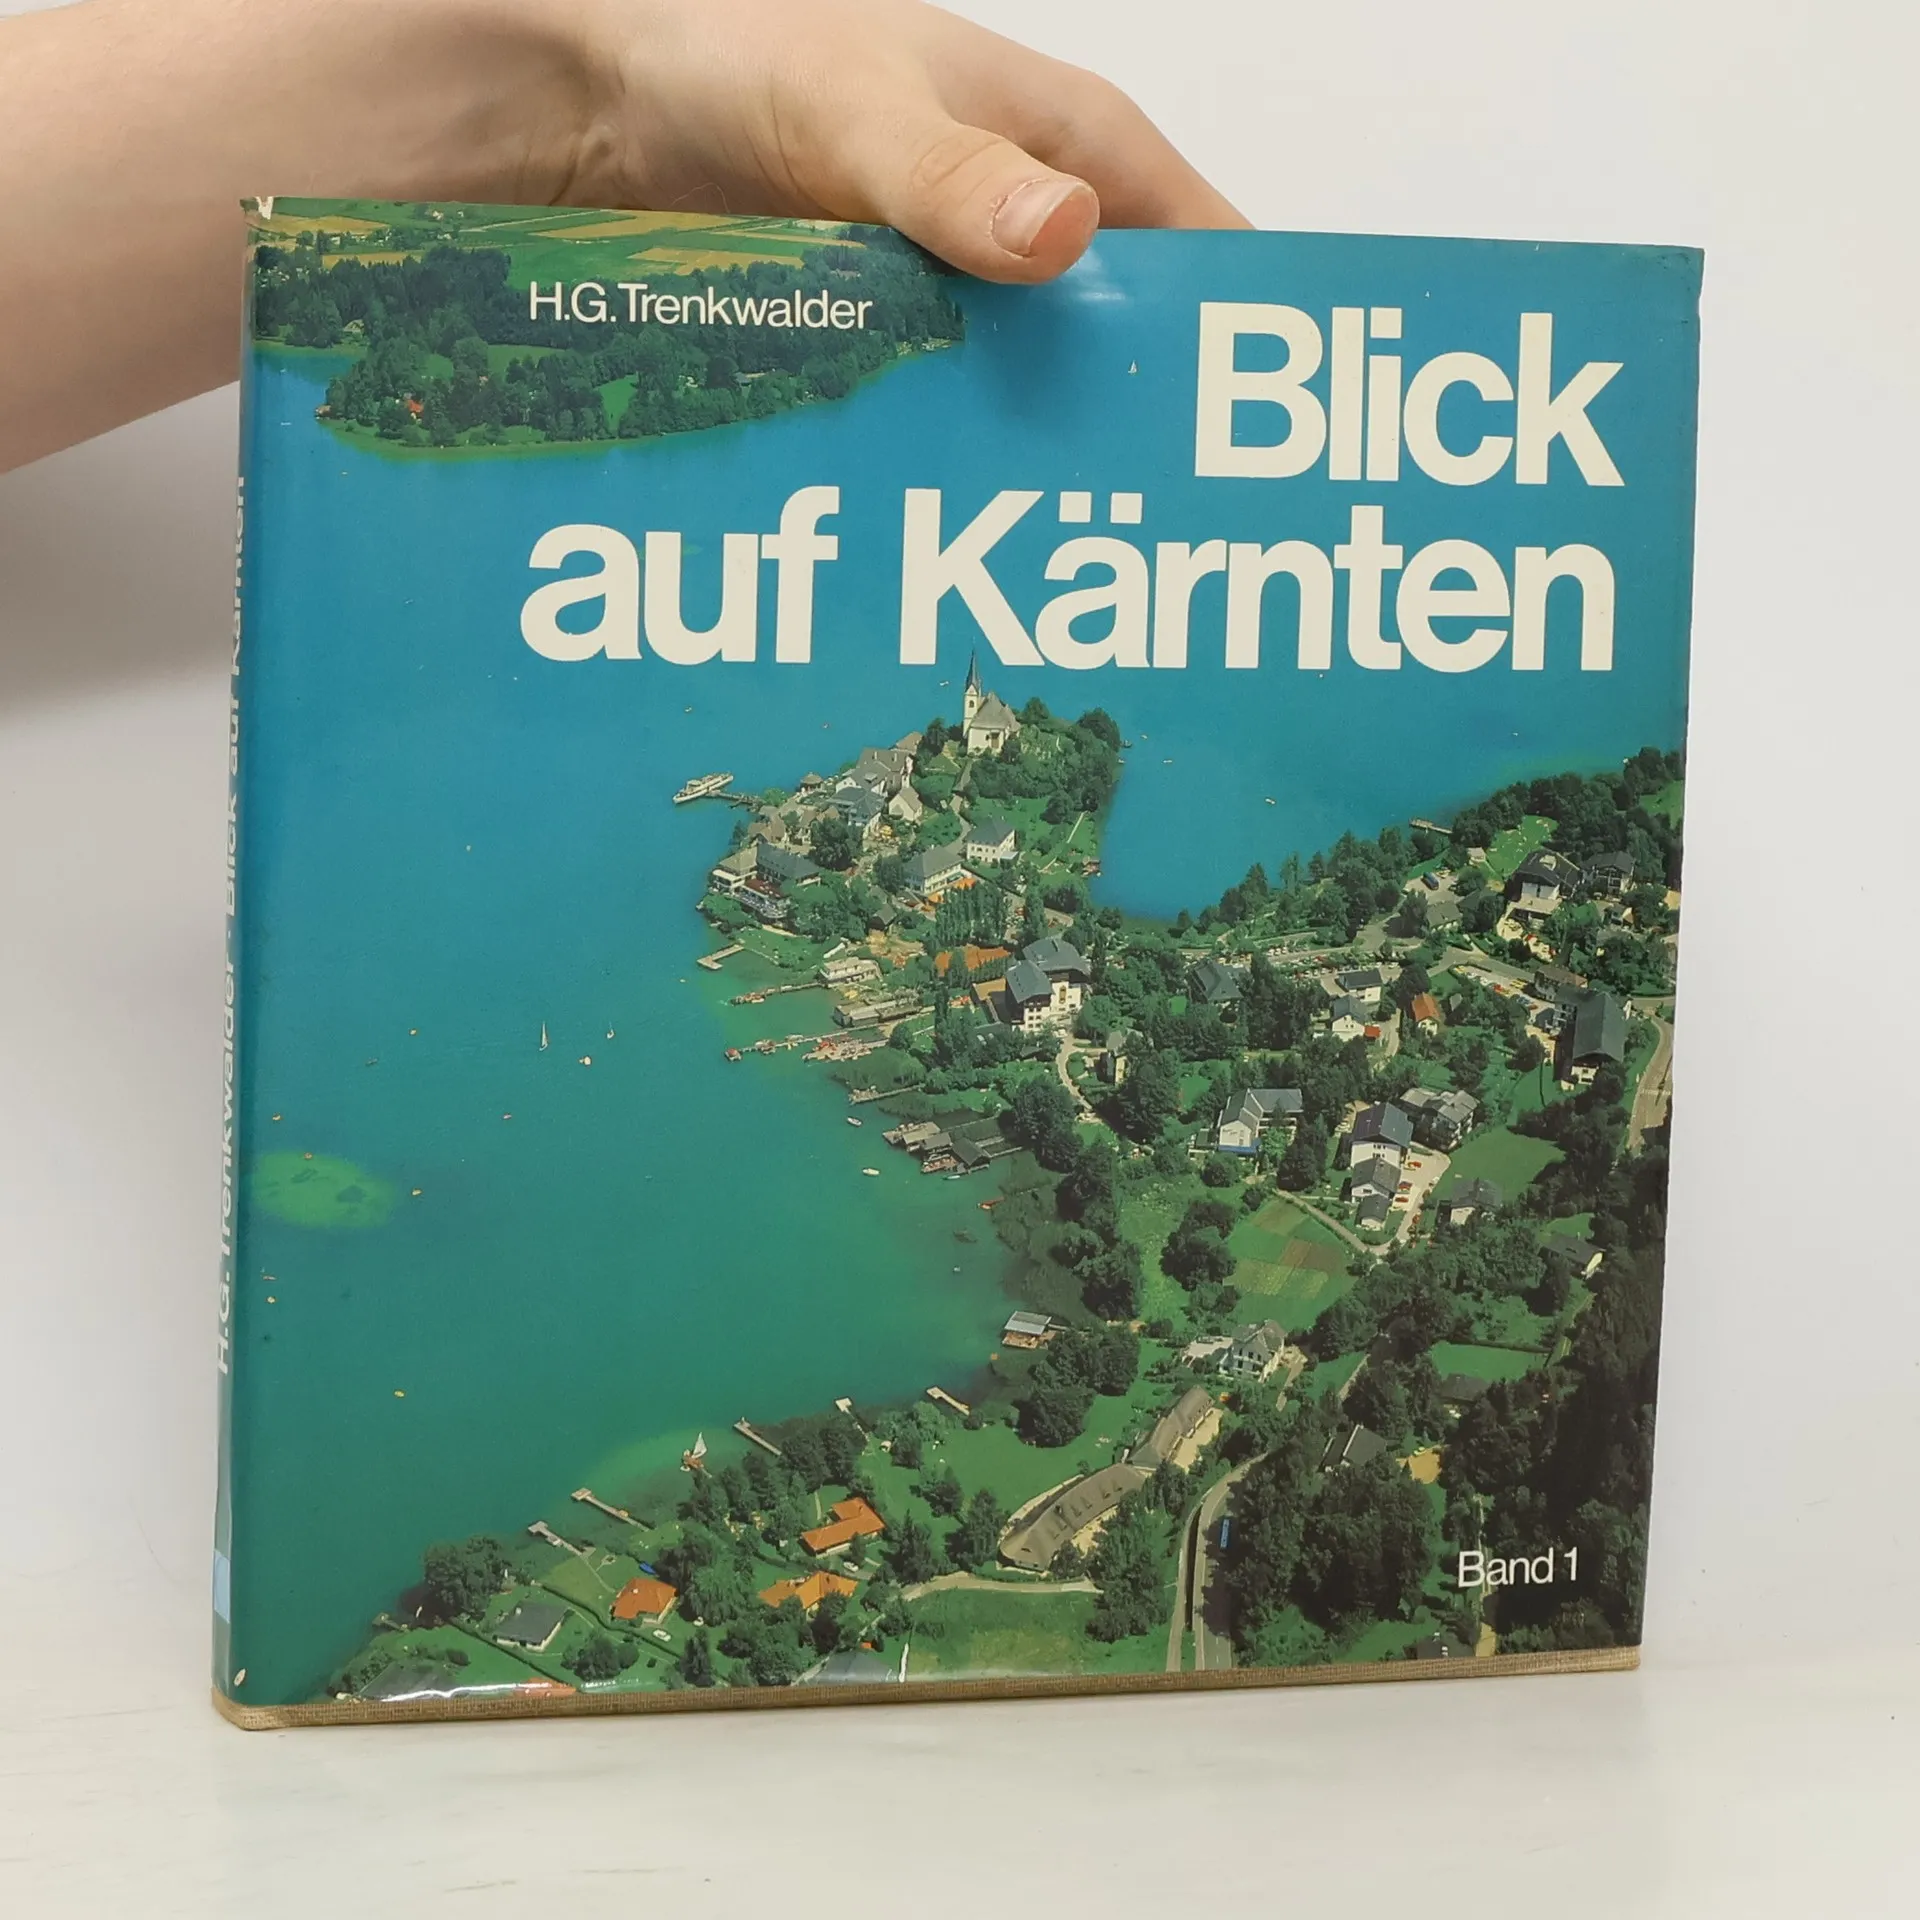 H.G.Trenkwalder
Blick
auf Kärnten
Band 1
H.G.Trenkwalder · Blick auf Kärnten